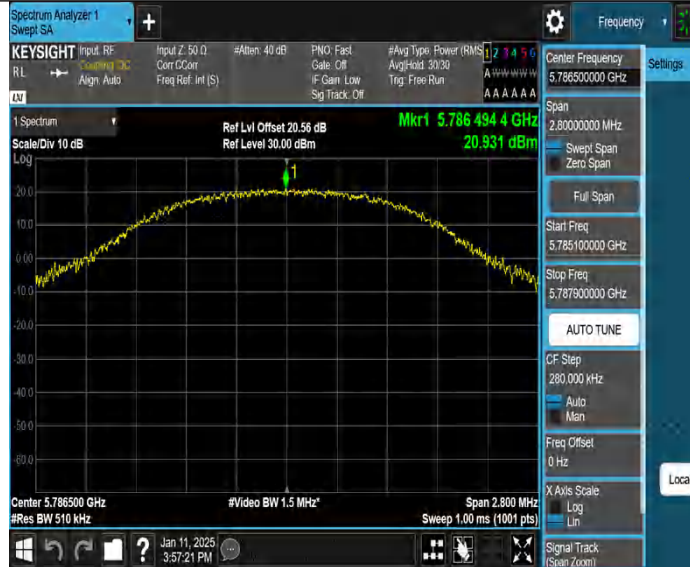 Spectrum Analyzer 1
Swept SA
+
Frequency
KEYSIGHT
RL
LXI
Input: RF
Coupling: DC
Align: Auto
Input Z: 50 Ω
Corr CCorr
Freq Ref: Int (S)
#Atten: 40 dB
PNO: Fast
Gate: Off
IF Gain: Low
Sig Track: Off
#Avg Type: Power (RMS
Avg|Hold: 30/30
Trig: Free Run
1 2 3 4 5 6
A W W W W W
A A A A A A
Center Frequency
5.786500000 GHz
Settings
Span
2.80000000 MHz
Swept Span
Zero Span
Full Span
Start Freq
5.785100000 GHz
Stop Freq
5.787900000 GHz
AUTO TUNE
CF Step
280.000 kHz
Auto
Man
Freq Offset
0 Hz
X Axis Scale
Log
Lin
Signal Track
(Span Zoom)
Loca
1 Spectrum
Scale/Div 10 dB
Ref Lvl Offset 20.56 dB
Ref Level 30.00 dBm
Mkr1 5.786 494 4 GHz
20.931 dBm
Log
1
20.0
10.0
0.00
-10.0
-20.0
-30.0
-40.0
-50.0
-60.0
Center 5.786500 GHz
#Res BW 510 kHz
#Video BW 1.5 MHz*
Span 2.800 MHz
Sweep 1.00 ms (1001 pts)
?
Jan 11, 2025
3:57:21 PM